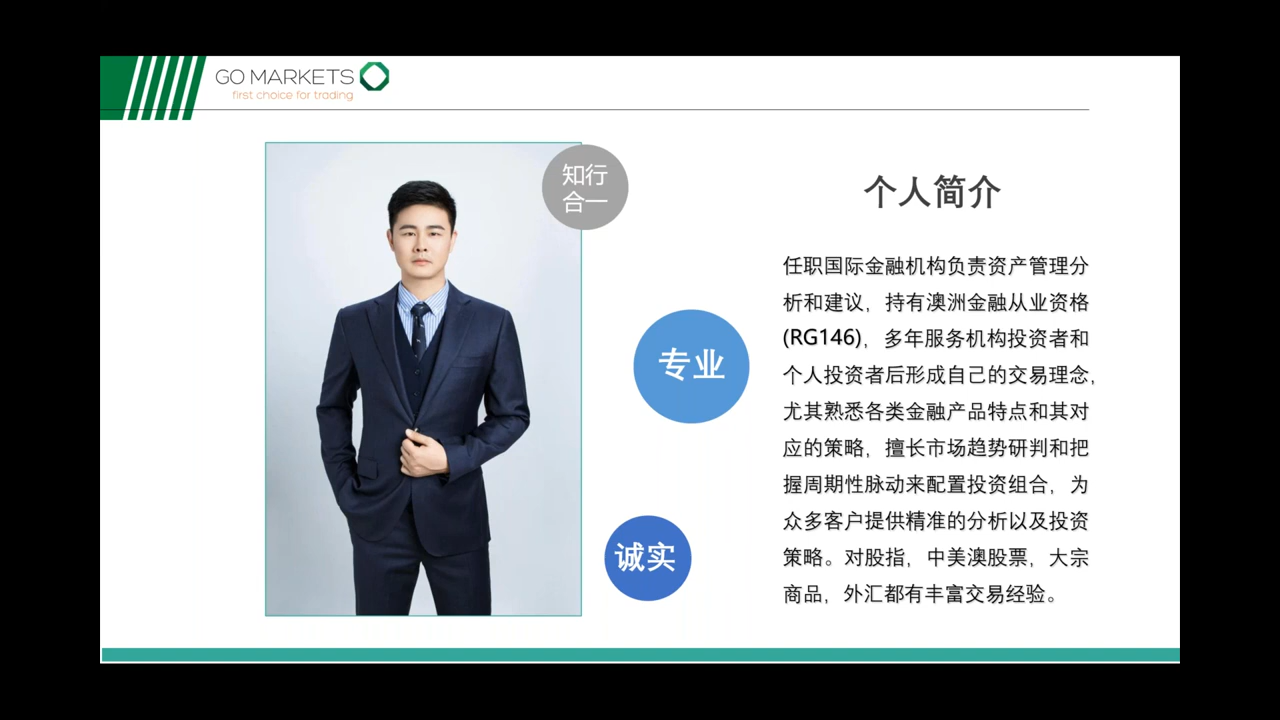 GO MARKETS
first choice for trading
知行
合一
专业
诚实
个人简介
任职国际金融机构负责资产管理分
析和建议，持有澳洲金融从业资格
(RG146)，多年服务机构投资者和
个人投资者后形成自己的交易理念，
尤其熟悉各类金融产品特点和其对
应的策略，擅长市场趋势研判和把
握周期性脉动来配置投资组合，为
众多客户提供精准的分析以及投资
策略。对股指，中美澳股票，大宗
商品，外汇都有丰富交易经验。